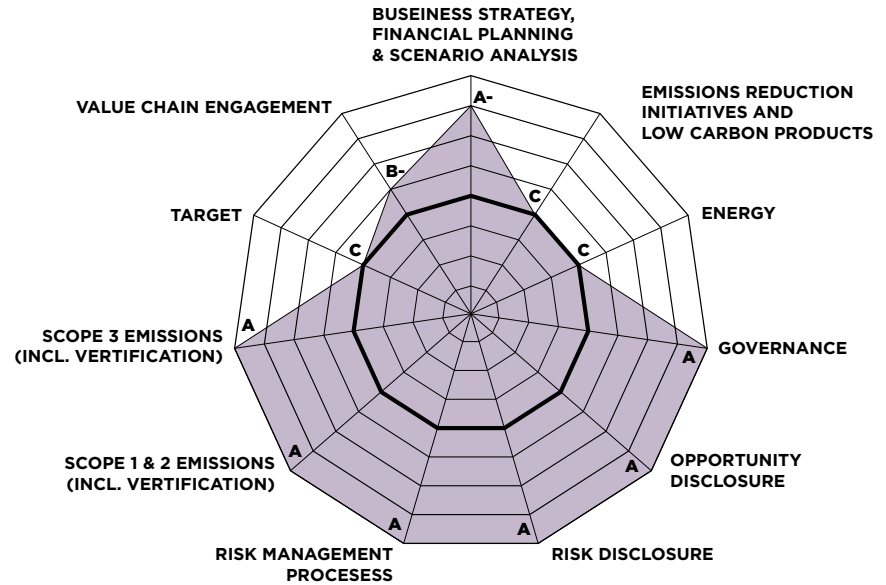 BUSEINESS STRATEGY,
FINANCIAL PLANNING
& SCENARIO ANALYSIS
A-
EMISSIONS REDUCTION
INITIATIVES AND
LOW CARBON PRODUCTS
C
ENERGY
C
GOVERNANCE
A
OPPORTUNITY
DISCLOSURE
A
RISK DISCLOSURE
A
RISK MANAGEMENT
PROCESESS
A
SCOPE 1 & 2 EMISSIONS
(INCL. VERTIFICATION)
A
SCOPE 3 EMISSIONS
(INCL. VERTIFICATION)
A
TARGET
C
VALUE CHAIN ENGAGEMENT
B-